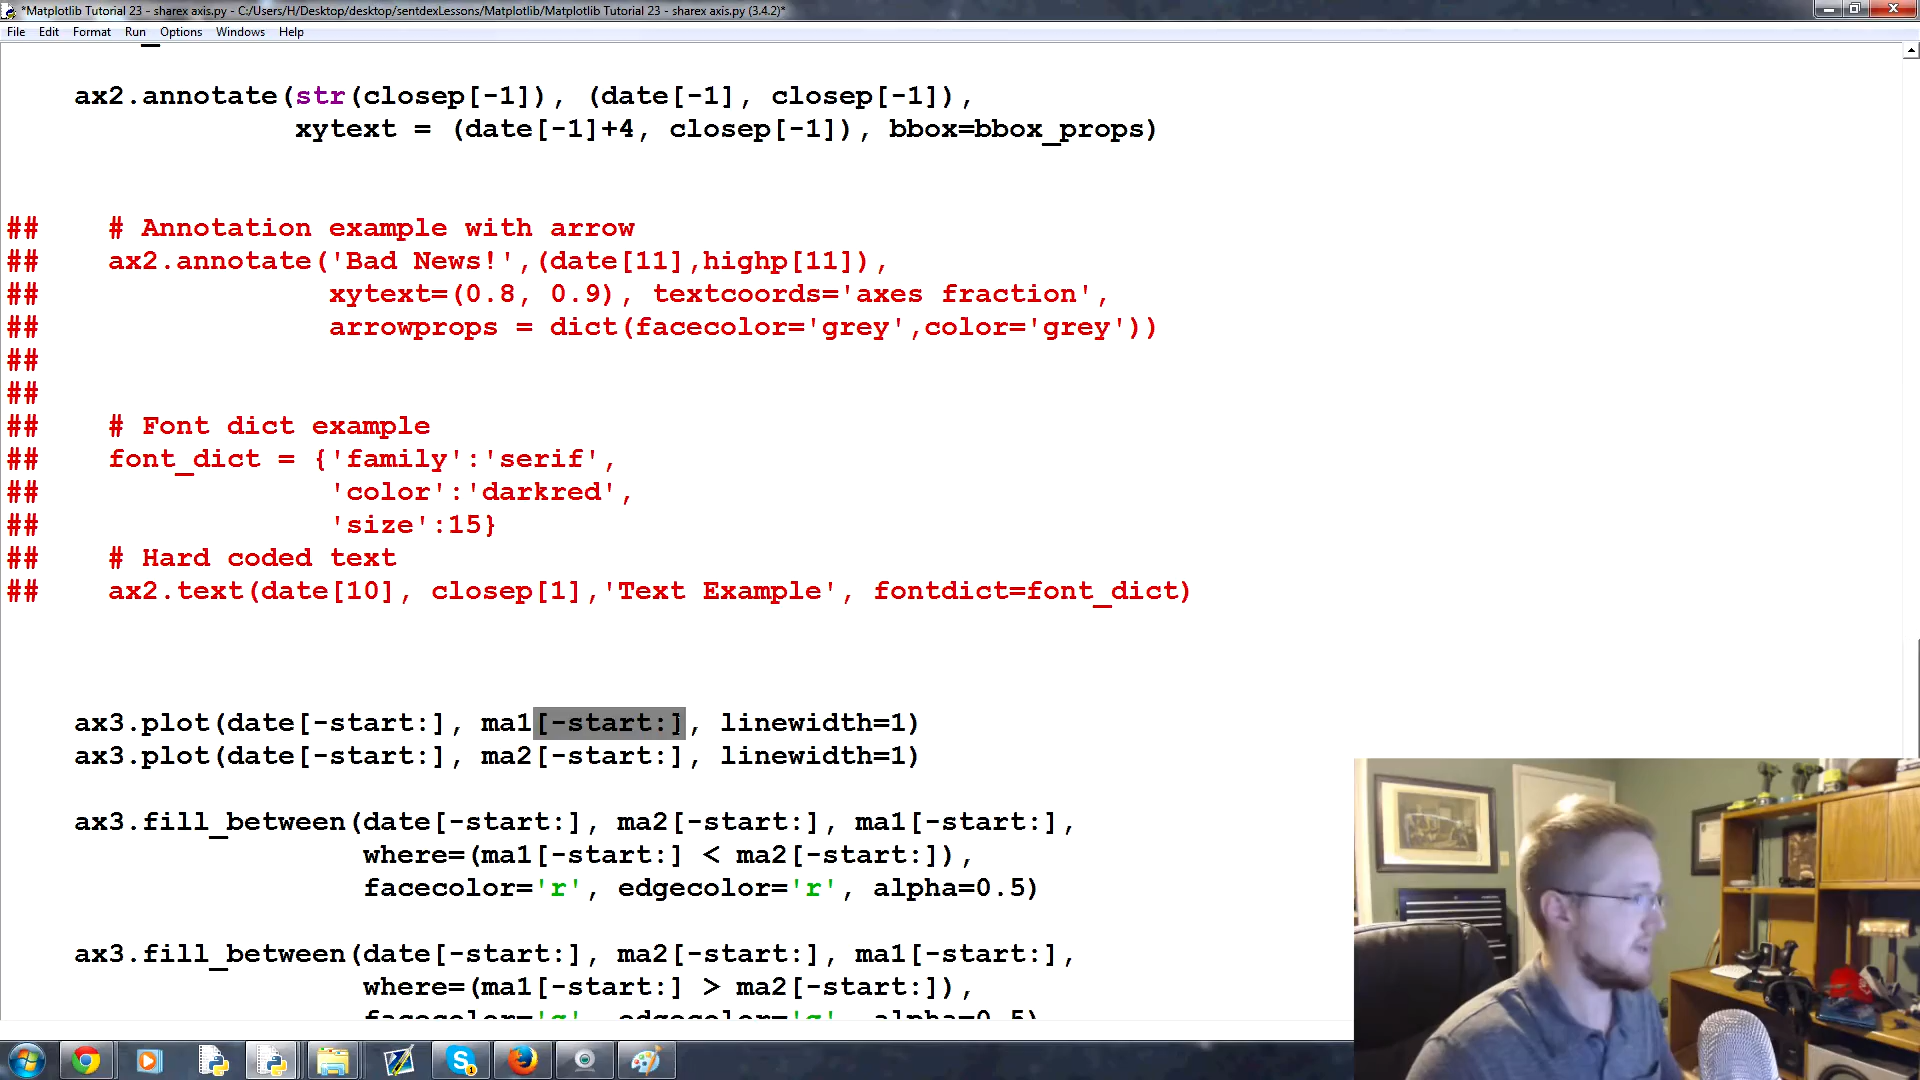 *Matplotlib Tutorial 23 - sharex axis.py - C:/Users/H/Desktop/desktop/sentdexLessons/Matplotlib/Matplotlib Tutorial 23 - sharex axis.py (3.4.2)*
File Edit Format Run Options Windows Help
ax2.annotate(str(closep[-1]), (date[-1], closep[-1]),
xytext = (date[-1]+4, closep[-1]), bbox=bbox_props)
## # Annotation example with arrow
## ax2.annotate('Bad News!',(date[11],highp[11]),
## xytext=(0.8, 0.9), textcoords='axes fraction',
## arrowprops = dict(facecolor='grey',color='grey'))
##
##
## # Font dict example
## font_dict = {'family':'serif',
## 'color':'darkred',
## 'size':15}
## # Hard coded text
## ax2.text(date[10], closep[1],'Text Example', fontdict=font_dict)
ax3.plot(date[-start:], ma1[-start:], linewidth=1)
ax3.plot(date[-start:], ma2[-start:], linewidth=1)
ax3.fill_between(date[-start:], ma2[-start:], ma1[-start:],
where=(ma1[-start:] < ma2[-start:]),
facecolor='r', edgecolor='r', alpha=0.5)
ax3.fill_between(date[-start:], ma2[-start:], ma1[-start:],
where=(ma1[-start:] > ma2[-start:]),
facecolor='g', edgecolor='g', alpha=0.5)